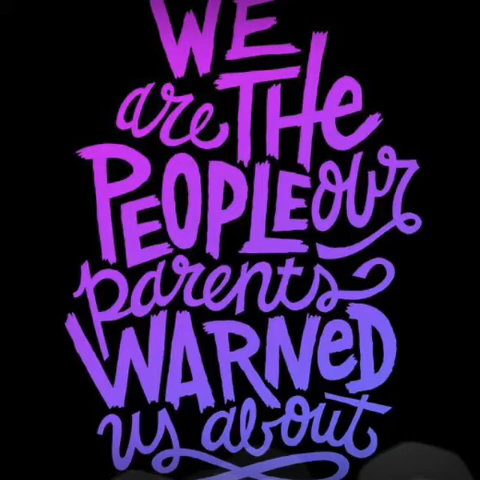 WE
are THE
PEOPLE our
parents
WARNeD
us about